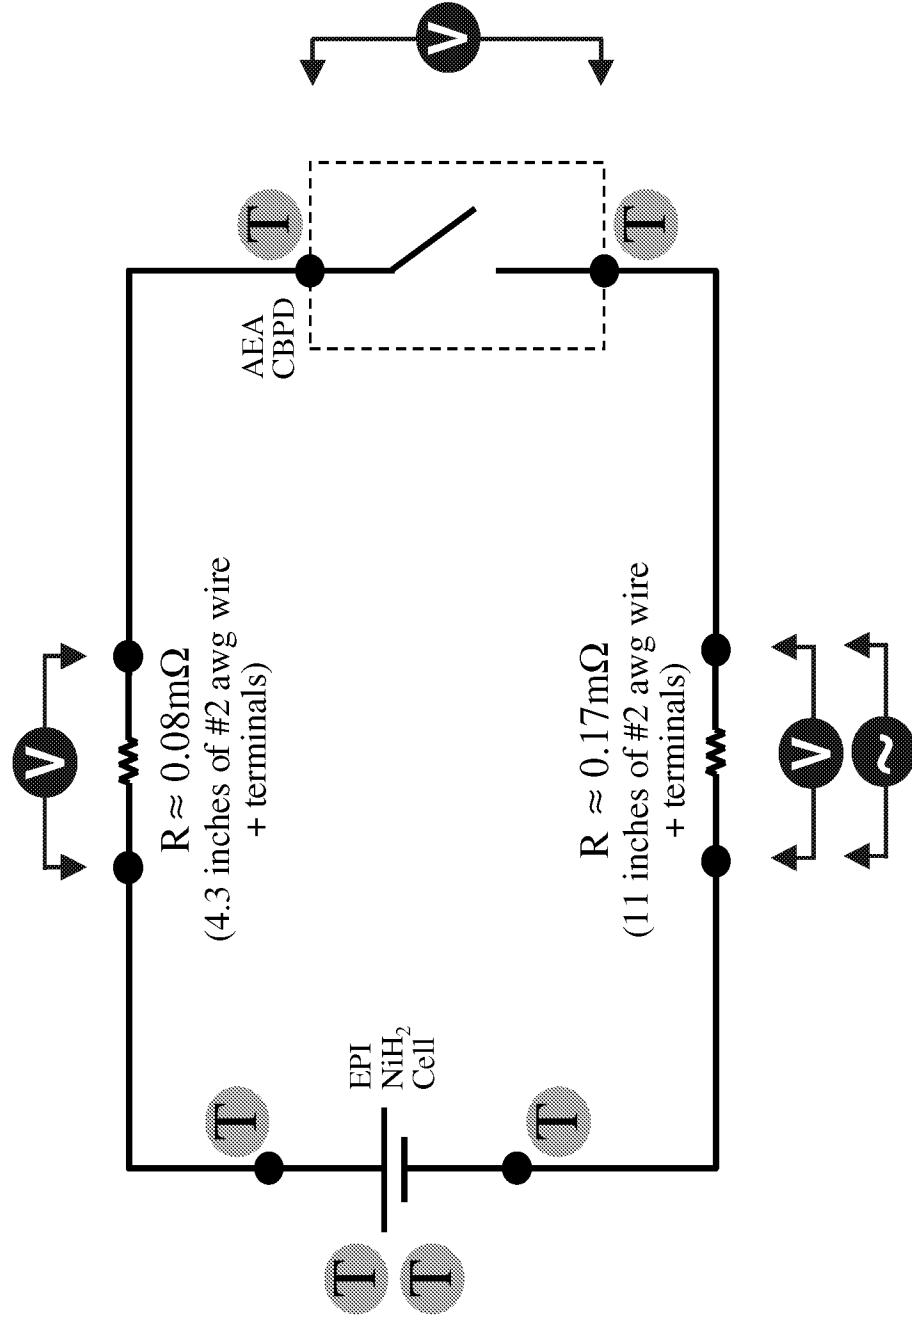 V
T
AEA
CBPD
T
V
R ≈ 0.08mΩ
(4.3 inches of #2 awg wire
+ terminals)
R ≈ 0.17mΩ
(11 inches of #2 awg wire
+ terminals)
V
~
T
EPI
NiH₂
Cell
T
T
T